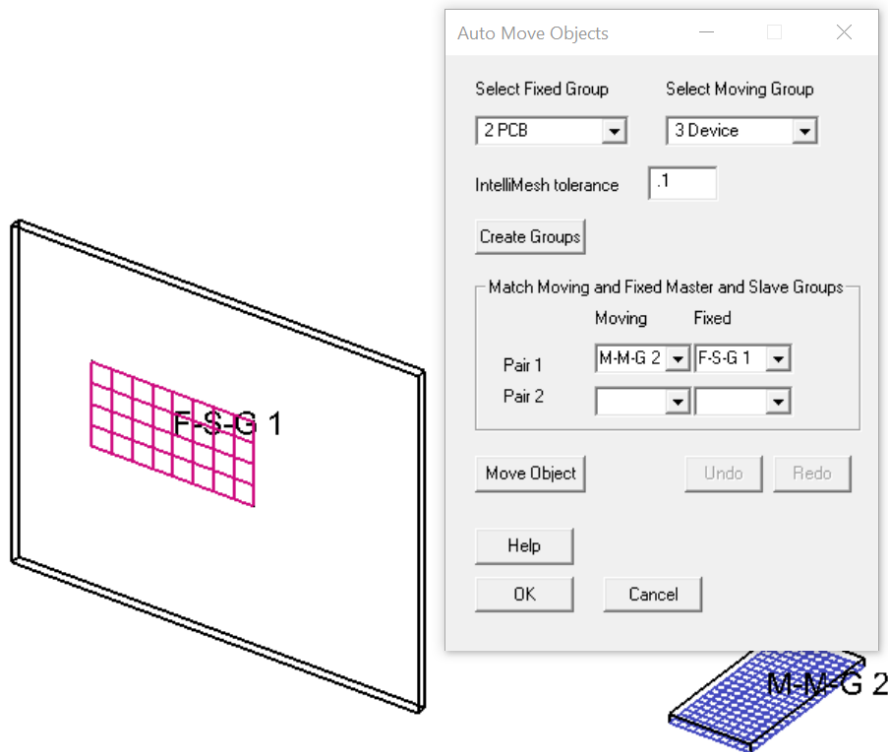 Auto Move Objects
Select Fixed Group Select Moving Group
2 PCB 3 Device
IntelliMesh tolerance .1
Create Groups
Match Moving and Fixed Master and Slave Groups
Moving Fixed
Pair 1 M-M-G 2 F-S-G 1
Pair 2
Move Object Undo Redo
Help
OK Cancel
F-S-G 1
M-M-G 2